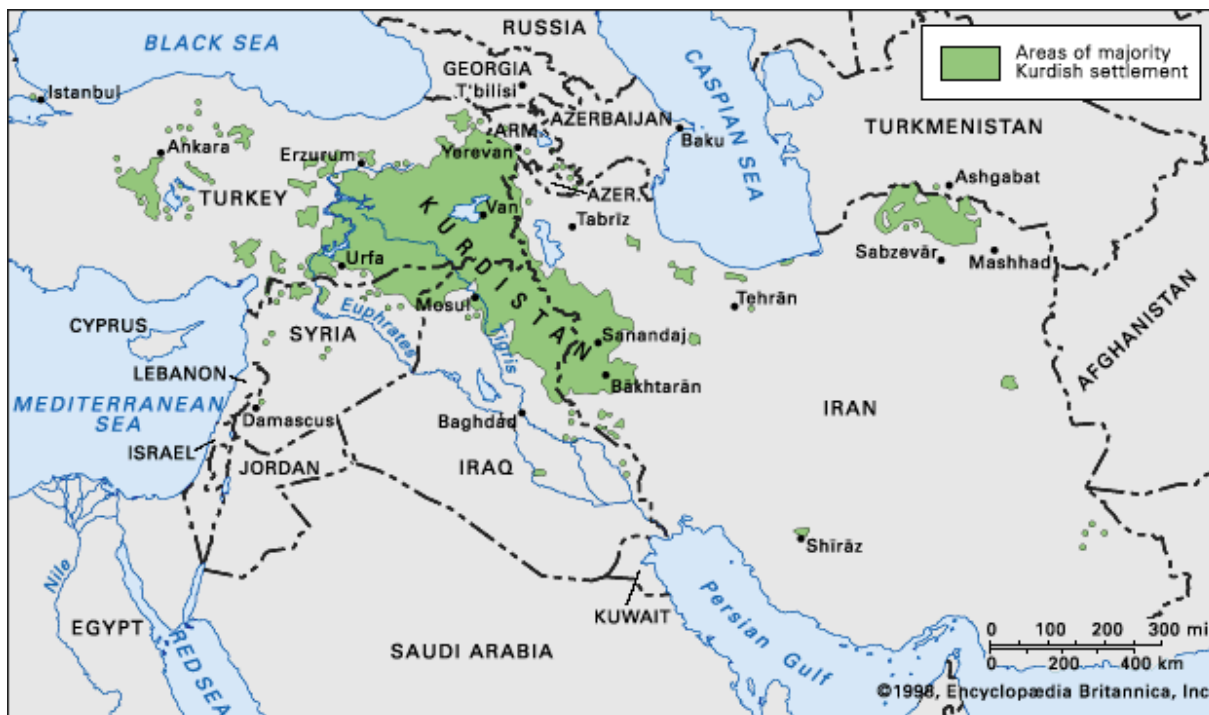 RUSSIA
BLACK SEA
Areas of majority
Kurdish settlement
GEORGIA
T'bilisi
Istanbul
CASPIAN SEA
ARM.
AZERBAIJAN
Baku
TURKMENISTAN
Ankara
Erzurum
Yerevan
AZER.
Ashgabat
TURKEY
Van
Tabrīz
KURDISTAN
Sabzevār
Mashhad
Urfa
Mosul
Tehrān
CYPRUS
SYRIA
Euphrates
Tigris
Sanandaj
AFGHANISTAN
LEBANON
Bākhtarān
MEDITERRANEAN
SEA
Damascus
Baghdād
IRAN
ISRAEL
JORDAN
IRAQ
Shīrāz
Nile
KUWAIT
Persian Gulf
EGYPT
RED SEA
SAUDI ARABIA
0 100 200 300 mi
0 200 400 km
©1998, Encyclopædia Britannica, Inc